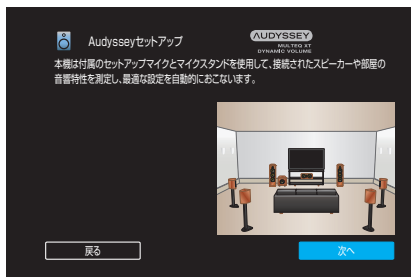 Audysseyセットアップ
AUDYSSEY
MULTEQ XT
DYNAMIC VOLUME
本機は付属のセットアップマイクとマイクスタンドを使用して、接続されたスピーカーや部屋の
音響特性を測定し、最適な設定を自動的におこないます。
戻る
次へ